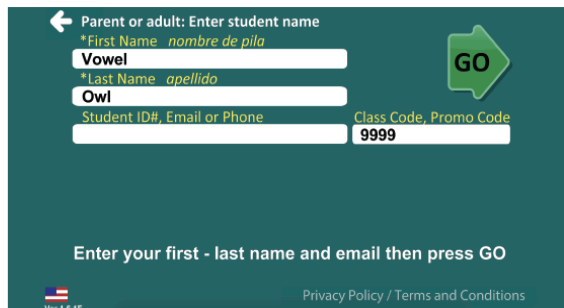 Parent or adult: Enter student name
*First Name nombre de pila
Vowel
GO
*Last Name apellido
Owl
Student ID#, Email or Phone Class Code, Promo Code
9999
Enter your first - last name and email then press GO
Privacy Policy / Terms and Conditions